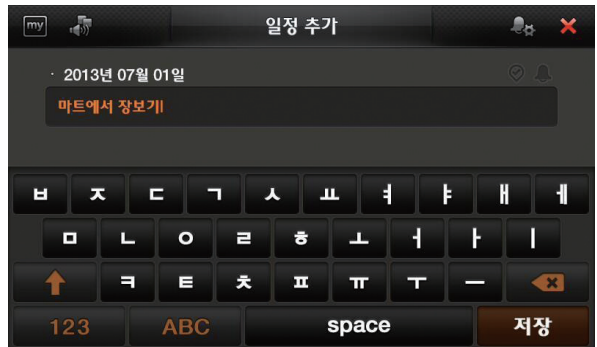 my 일정 추가
· 2013년 07월 01일
마트에서 장보기
ㅂ ㅈ ㄷ ㄱ ㅅ ㅛ ㅕ ㅑ ㅐ ㅔ
ㅁ ㄴ ㅇ ㄹ ㅎ ㅗ ㅓ ㅏ ㅣ
ㅋ ㅌ ㅊ ㅍ ㅠ ㅜ ㅡ
123 ABC space 저장